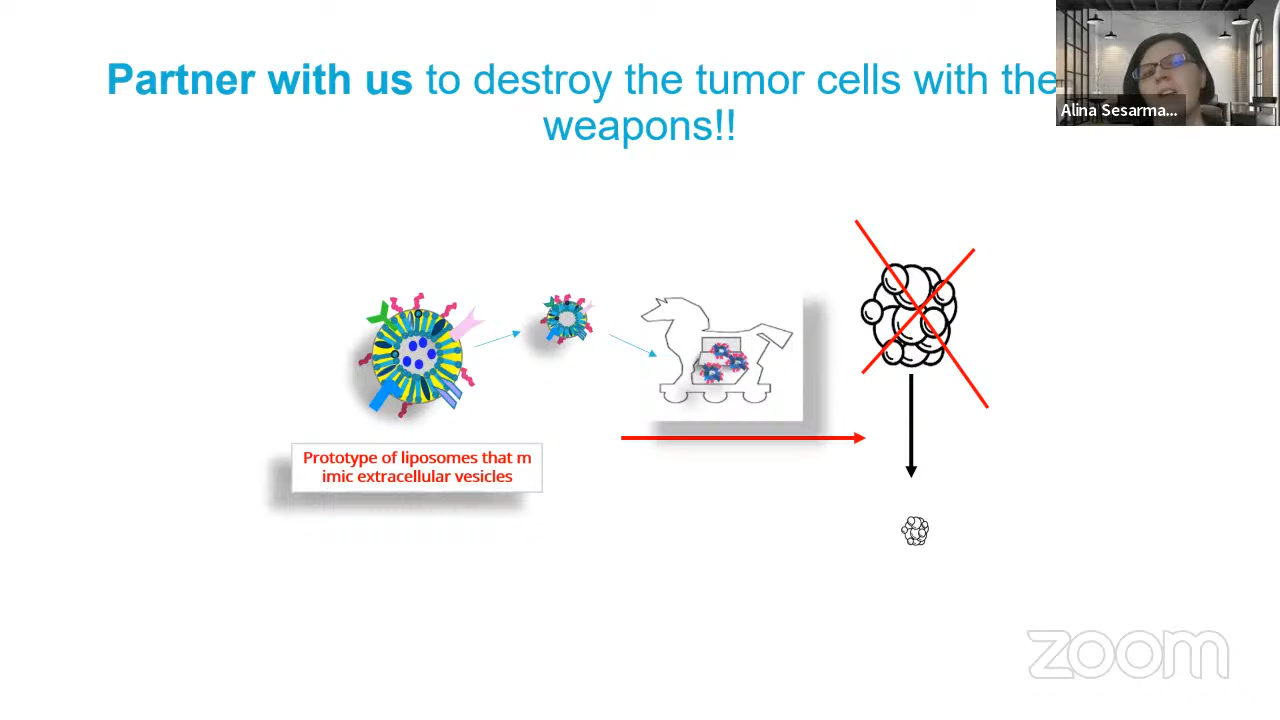 Partner with us to destroy the tumor cells with the
weapons!!
Alina Sesarma...
Prototype of liposomes that m
imic extracellular vesicles
zoom